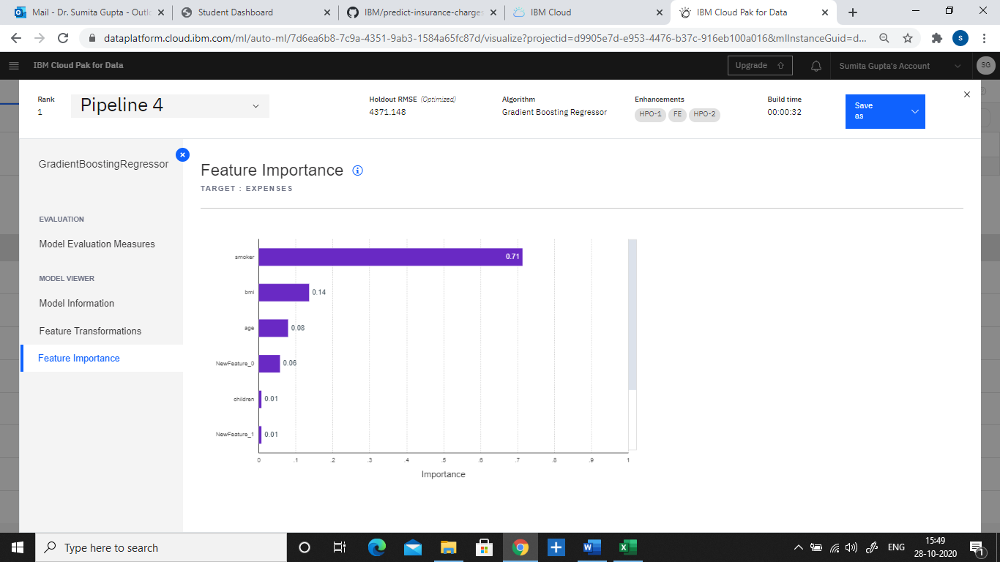 Mail - Dr. Sumita Gupta - Outlo
Student Dashboard
IBM/predict-insurance-charges
IBM Cloud
IBM Cloud Pak for Data
dataplatform.cloud.ibm.com/ml/auto-ml/7d6ea6b8-7c9a-4351-9ab3-1584a65fc87d/visualize?projectid=d9905e7d-e953-4476-b37c-916eb100a016&mlInstanceGuid=d...
S
IBM Cloud Pak for Data
Upgrade
Sumita Gupta's Account
SG
Rank
1
Pipeline 4
Holdout RMSE (Optimized)
4371.148
Algorithm
Gradient Boosting Regressor
Enhancements
HPO-1 FE HPO-2
Build time
00:00:32
Save
as
GradientBoostingRegressor
EVALUATION
Model Evaluation Measures
MODEL VIEWER
Model Information
Feature Transformations
Feature Importance
Feature Importance
TARGET : EXPENSES
smoker 0.71
bmi 0.14
age 0.08
NewFeature_0 0.06
children 0.01
NewFeature_1 0.01
0 .1 .2 .3 .4 .5 .6 .7 .8 .9 1
Importance
Type here to search
ENG
15:49
28-10-2020
1